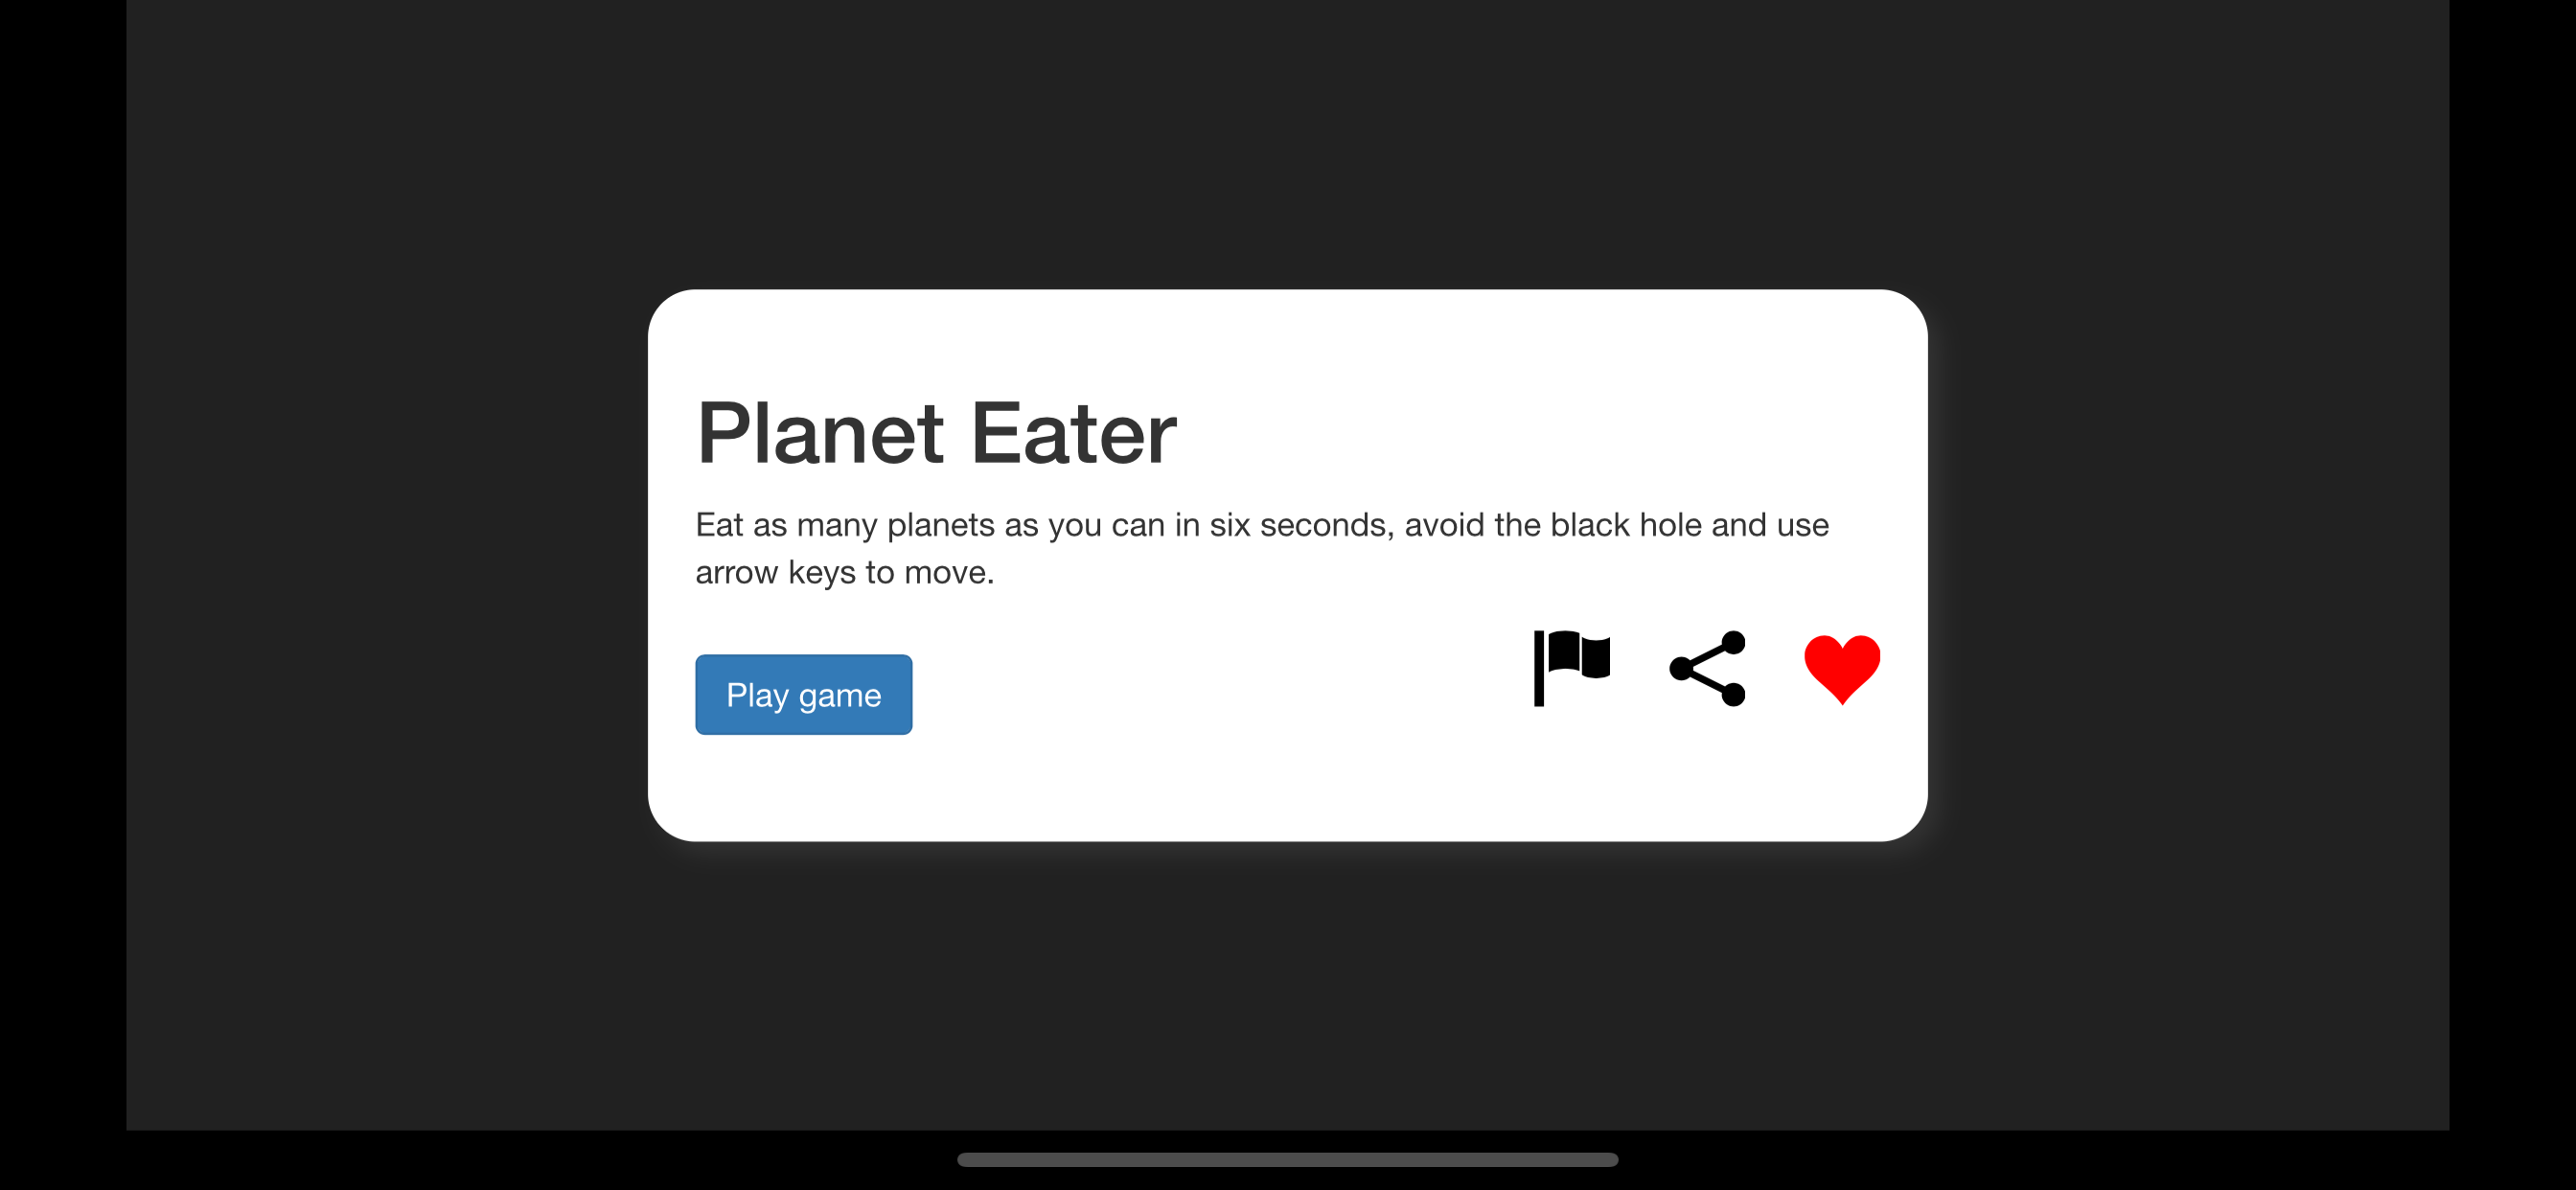 Planet Eater
Eat as many planets as you can in six seconds, avoid the black hole and use
arrow keys to move.
Play game